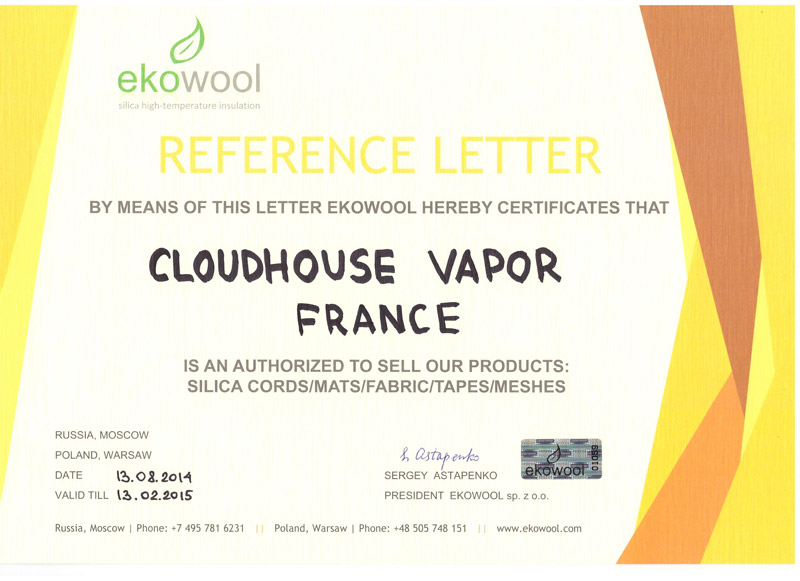 ekowool
silica high-temperature insulation
REFERENCE LETTER
BY MEANS OF THIS LETTER EKOWOOL HEREBY CERTIFICATES THAT
CLOUDHOUSE VAPOR
FRANCE
IS AN AUTHORIZED TO SELL OUR PRODUCTS:
SILICA CORDS/MATS/FABRIC/TAPES/MESHES
RUSSIA, MOSCOW
POLAND, WARSAW
DATE 13.08.2014
VALID TILL 13.02.2015
S. Astapenko
SERGEY ASTAPENKO
PRESIDENT EKOWOOL sp. z o.o.
ekowool
01089
Russia, Moscow | Phone: +7 495 781 6231 || Poland, Warsaw | Phone: +48 505 748 151 || www.ekowool.com